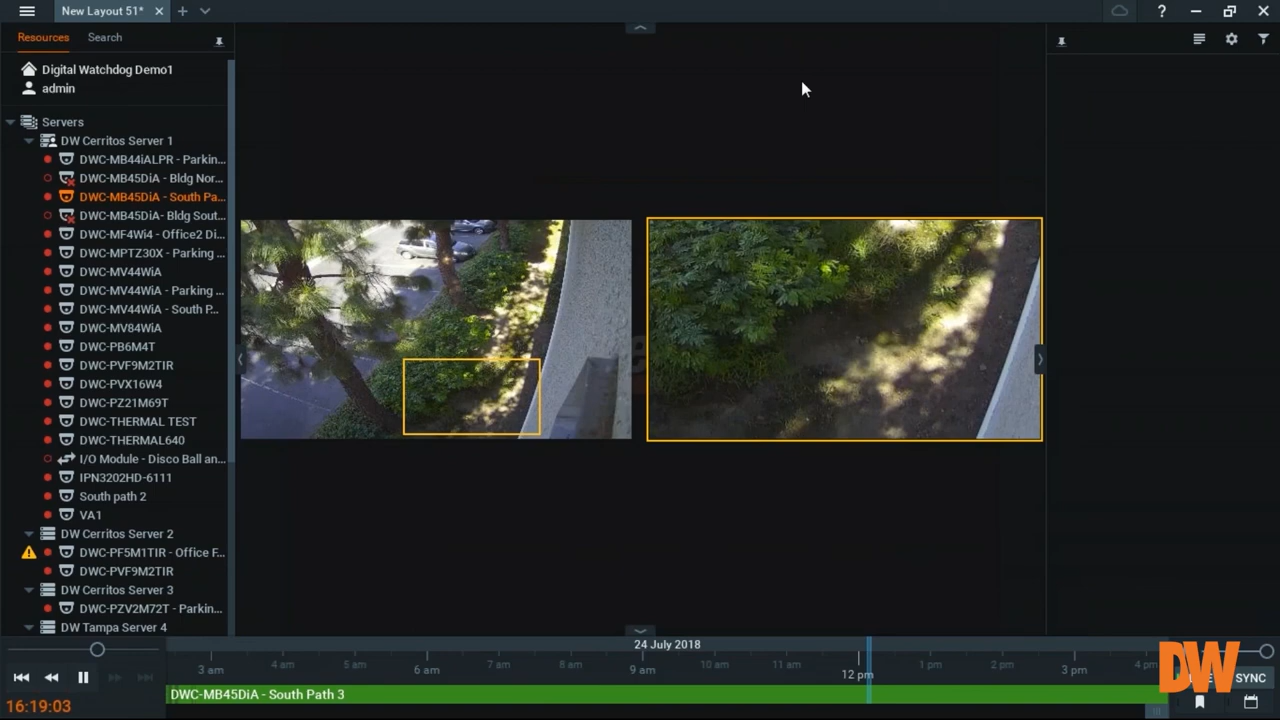 New Layout 51*
Resources
Search
Digital Watchdog Demo1
admin
Servers
DW Cerritos Server 1
DWC-MB44iALPR - Parkin...
DWC-MB45DiA - Bldg Nor...
DWC-MB45DiA - South Pa...
DWC-MB45DiA- Bldg Sout...
DWC-MF4Wi4 - Office2 Di...
DWC-MPTZ30X - Parking ...
DWC-MV44WiA
DWC-MV44WiA - Parking ...
DWC-MV44WiA - South P...
DWC-MV84WiA
DWC-PB6M4T
DWC-PVF9M2TIR
DWC-PVX16W4
DWC-PZ21M69T
DWC-THERMAL TEST
DWC-THERMAL640
I/O Module - Disco Ball an...
IPN3202HD-6111
South path 2
VA1
DW Cerritos Server 2
DWC-PF5M1TIR - Office F...
DWC-PVF9M2TIR
DW Cerritos Server 3
DWC-PZV2M72T - Parkin...
DW Tampa Server 4
24 July 2018
3 am 4 am 5 am 6 am 7 am 8 am 9 am 10 am 11 am 12 pm 1 pm 2 pm 3 pm 4 pm
DWC-MB45DiA - South Path 3
16:19:03
DW
SYNC